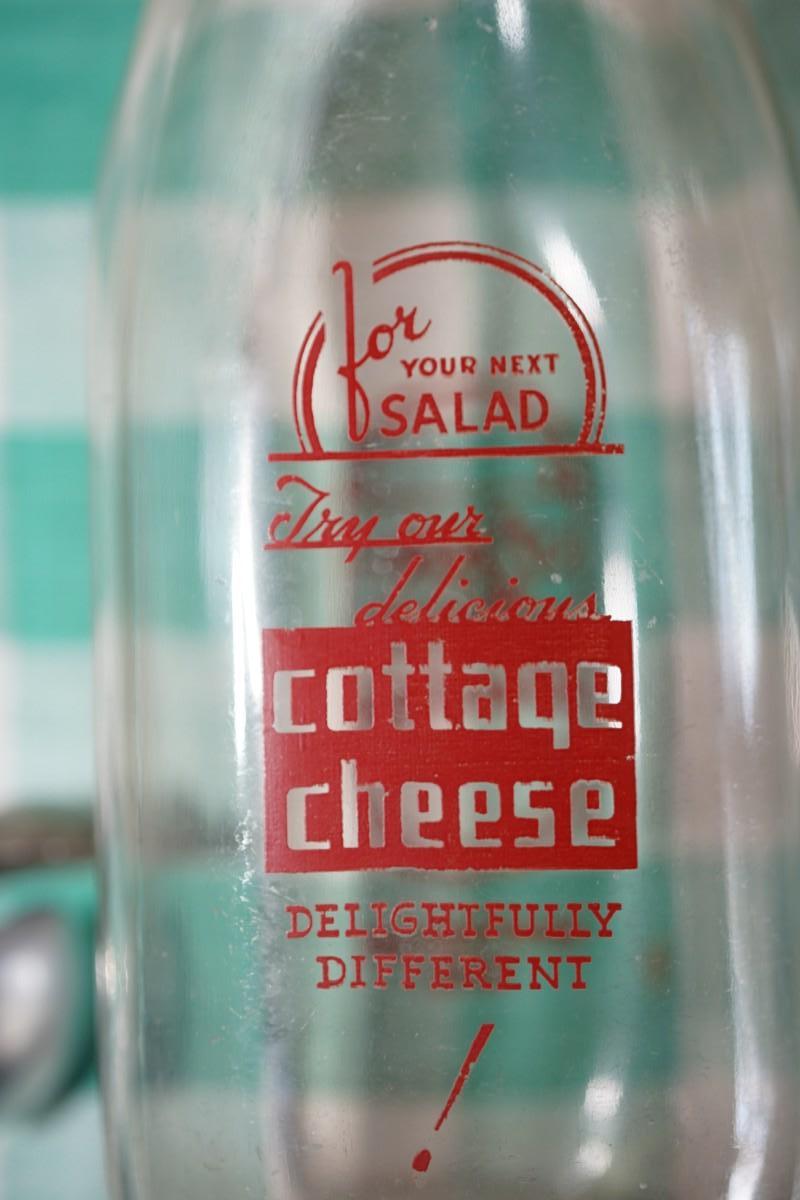 for
YOUR NEXT
SALAD
Try our
delicious
cottage
cheese
DELIGHTFULLY
DIFFERENT
!